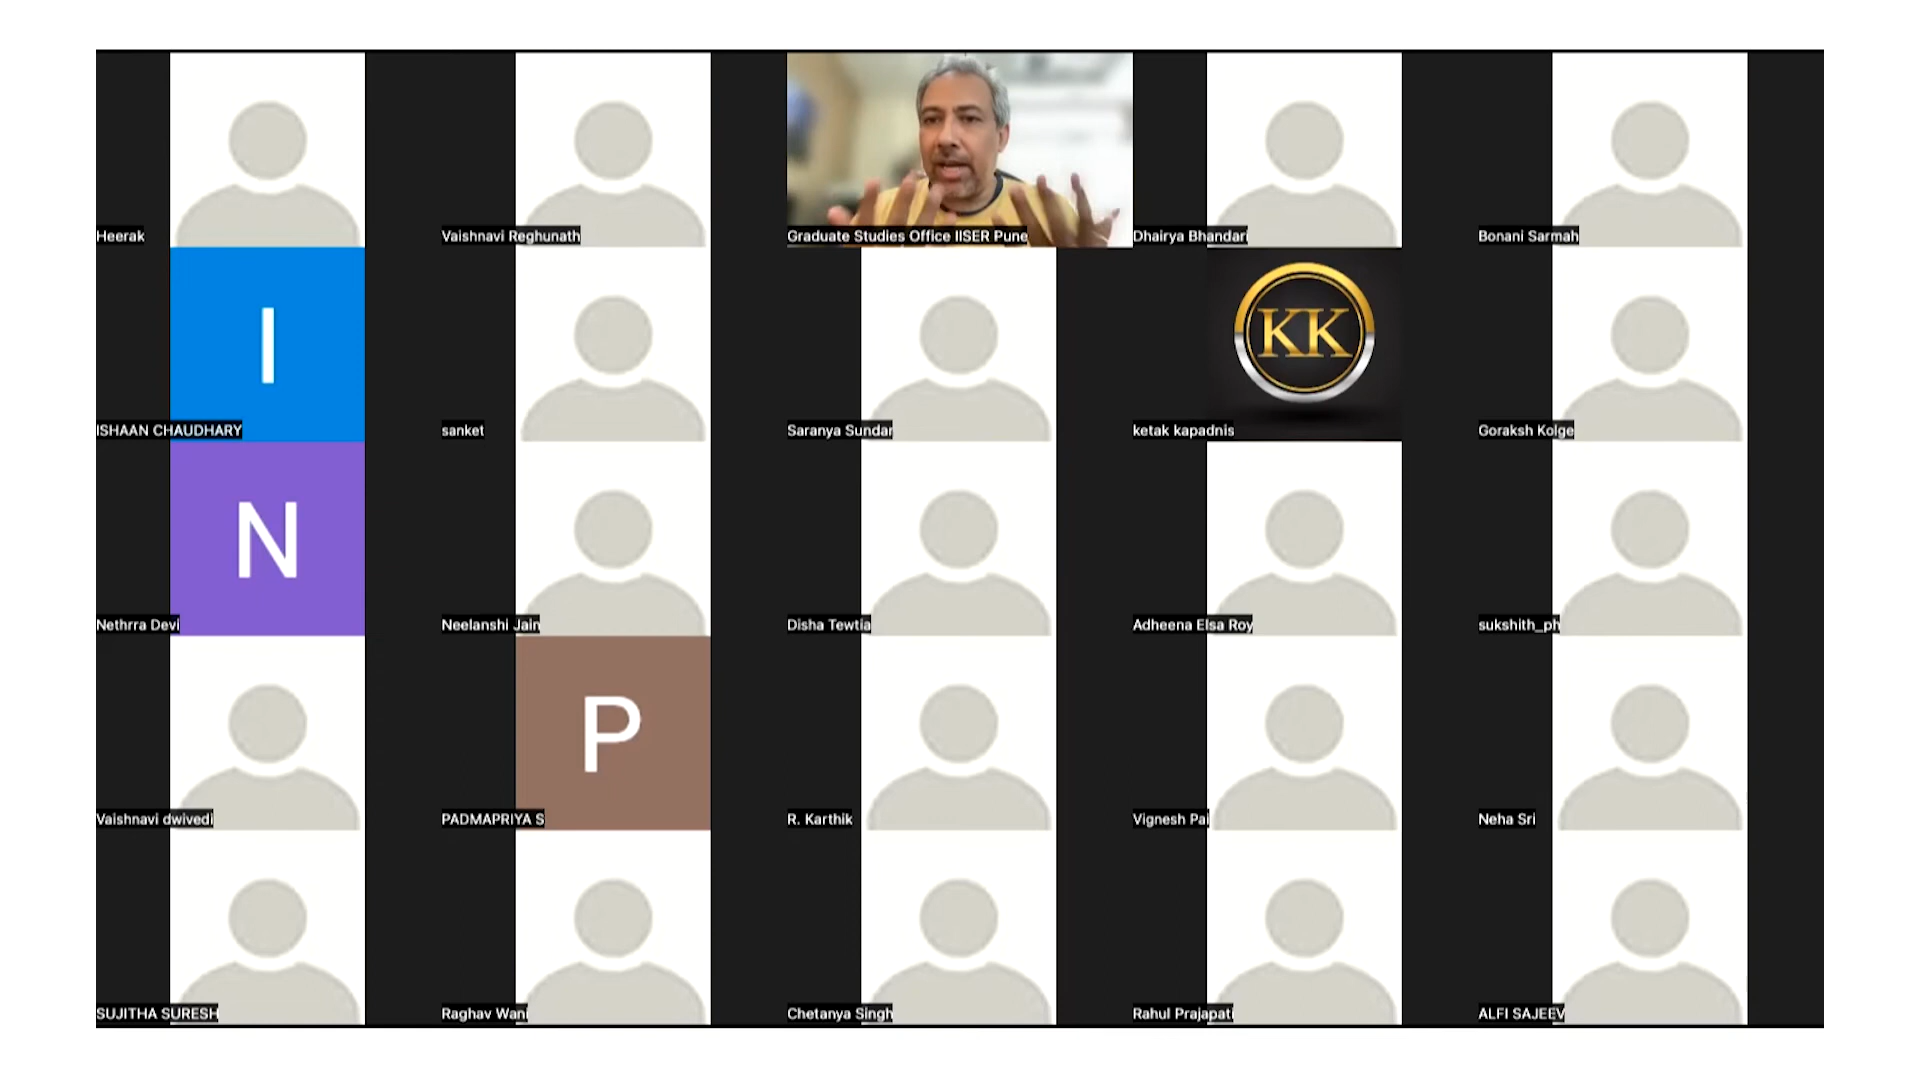 Heerak
Vaishnavi Reghunath
Graduate Studies Office IISER Pune
Dhairya Bhandari
Bonani Sarmah
I
KK
ISHAAN CHAUDHARY
sanket
Saranya Sundar
ketak kapadnis
Goraksh Kolge
N
Nethrra Devi
Neelanshi Jain
Disha Tewtia
Adheena Elsa Roy
sukshith_ph
P
Vaishnavi dwivedi
PADMAPRIYA S
R. Karthik
Vignesh Pai
Neha Sri
SUJITHA SURESH
Raghav Wani
Chetanya Singh
Rahul Prajapati
ALFI SAJEEV